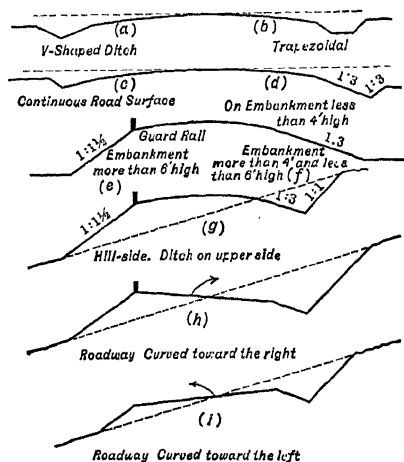 (a) (b)
V-Shaped Ditch Trapezoidal
(c) (d) 1:3 1:3
Continuous Road Surface On Embankment less
than 4' high
Guard Rail
1:1½ Embankment
more than 6' high
(e)
1.3
Embankment
more than 4' and less
than 6' high (f)
1:1½ 1:3 1:1
(g)
Hill-side. Ditch on upper side
(h)
Roadway Curved toward the right
(i)
Roadway Curved toward the left